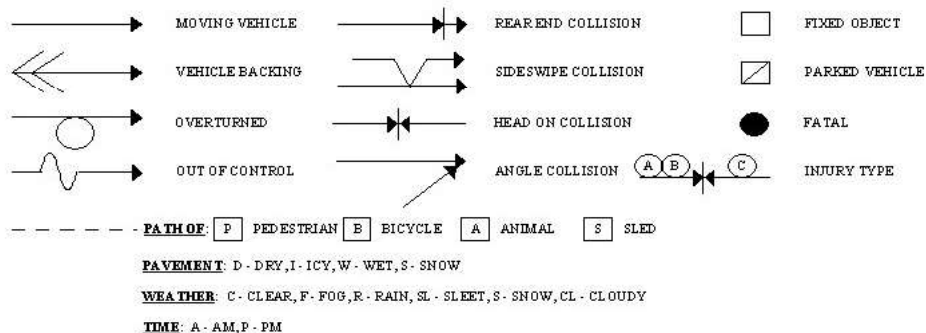 MOVING VEHICLE REAR END COLLISION FIXED OBJECT
VEHICLE BACKING SIDESWIPE COLLISION PARKED VEHICLE
OVERTURNED HEAD ON COLLISION FATAL
OUT OF CONTROL ANGLE COLLISION A B C INJURY TYPE
PATH OF: P PEDESTRIAN B BICYCLE A ANIMAL S SLED
PAVEMENT: D - DRY, I - ICY, W - WET, S - SNOW
WEATHER: C - CLEAR, F - FOG, R - RAIN, SL - SLEET, S - SNOW, CL - CLOUDY
TIME: A - AM, P - PM